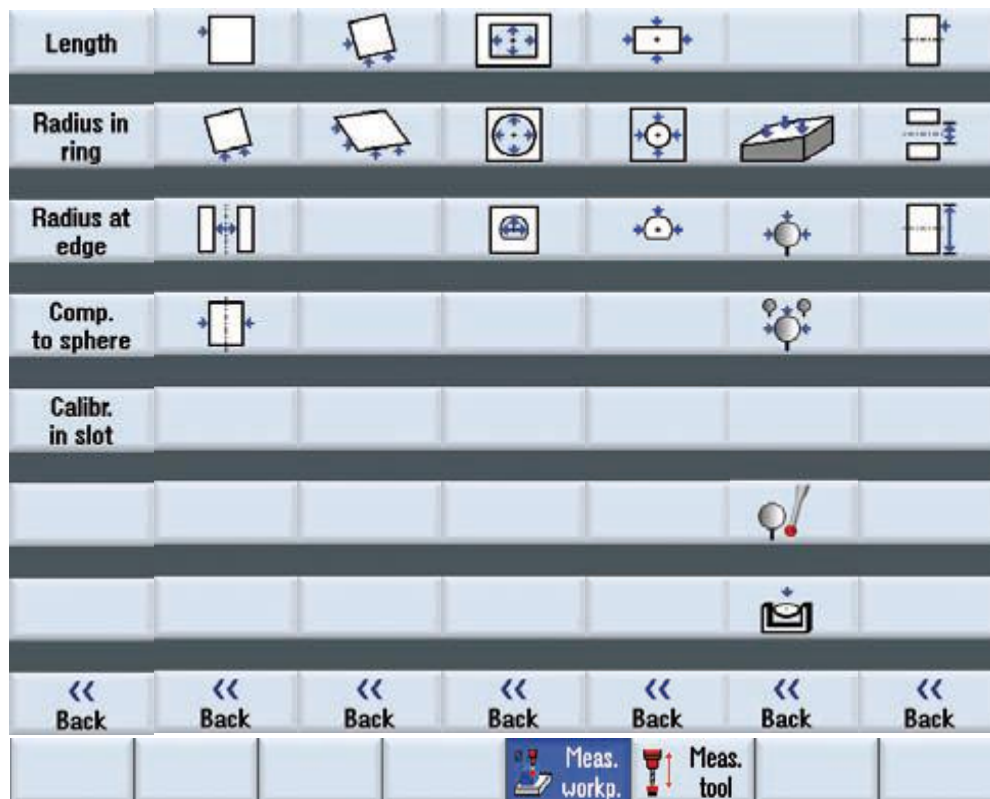 Length
Radius in
ring
Radius at
edge
Comp.
to sphere
Calibr.
in slot
<< << << << << << <<
Back Back Back Back Back Back Back
Meas. Meas.
workp. tool